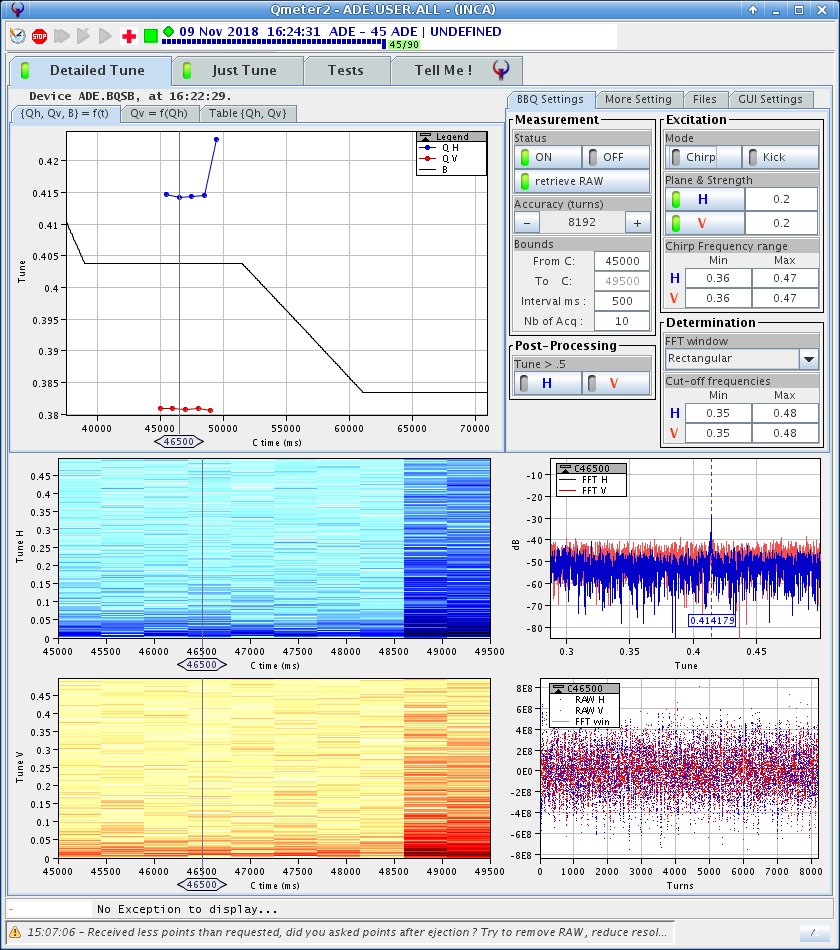 Qmeter2 - ADE.USER.ALL - (INCA)
STOP
09 Nov 2018 16:24:31 ADE - 45 ADE | UNDEFINED
45/90
Detailed Tune
Just Tune
Tests
Tell Me !
Device ADE.BQSB, at 16:22:29.
{Qh, Qv, B} = f(t)
Qv = f(Qh)
Table {Qh, Qv}
Legend
Q H
Q V
B
0.42
0.415
0.41
0.405
0.4
0.395
0.39
0.385
0.38
Tune
40000 45000 50000 55000 60000 65000 70000
46500
C time (ms)
BBQ Settings
More Setting
Files
GUI Settings
Measurement
Status
ON
OFF
retrieve RAW
Accuracy (turns)
- 8192 +
Bounds
From C: 45000
To C: 49500
Interval ms : 500
Nb of Acq : 10
Post-Processing
Tune > .5
H
V
Excitation
Mode
Chirp
Kick
Plane & Strength
H 0.2
V 0.2
Chirp Frequency range
Min Max
H 0.36 0.47
V 0.36 0.47
Determination
FFT window
Rectangular
Cut-off frequencies
Min Max
H 0.35 0.48
V 0.35 0.48
0.45
0.4
0.35
0.3
0.25
0.2
0.15
0.1
0.05
0
Tune H
45000 45500 46000 46500 47000 47500 48000 48500 49000 49500
46500
C time (ms)
C46500
FFT H
FFT V
-10
-20
-30
-40
-50
-60
-70
-80
dB
0.414179
0.3 0.35 0.4 0.45
Tune
0.45
0.4
0.35
0.3
0.25
0.2
0.15
0.1
0.05
0
Tune V
45000 45500 46000 46500 47000 47500 48000 48500 49000 49500
46500
C time (ms)
C46500
RAW H
RAW V
FFT win
8E8
6E8
4E8
2E8
0E0
-2E8
-4E8
-6E8
-8E8
0 1000 2000 3000 4000 5000 6000 7000 8000
Turns
- No Exception to display...
15:07:06 - Received less points than requested, did you asked points after ejection ? Try to remove RAW , reduce resol...